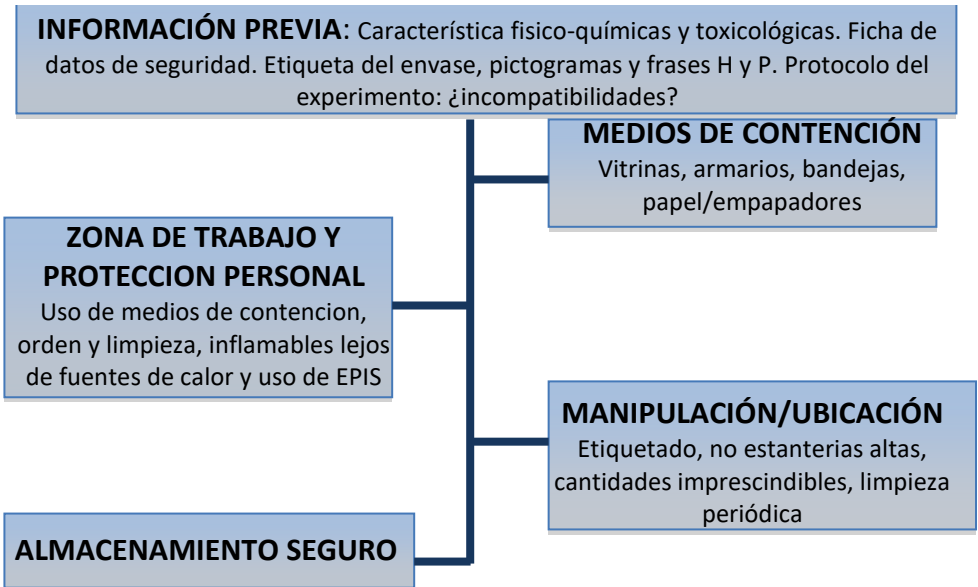 INFORMACIÓN PREVIA: Característica fisico-químicas y toxicológicas. Ficha de
datos de seguridad. Etiqueta del envase, pictogramas y frases H y P. Protocolo del
experimento: ¿incompatibilidades?
MEDIOS DE CONTENCIÓN
Vitrinas, armarios, bandejas,
papel/empapadores
ZONA DE TRABAJO Y
PROTECCION PERSONAL
Uso de medios de contencion,
orden y limpieza, inflamables lejos
de fuentes de calor y uso de EPIS
MANIPULACIÓN/UBICACIÓN
Etiquetado, no estanterias altas,
cantidades imprescindibles, limpieza
periódica
ALMACENAMIENTO SEGURO